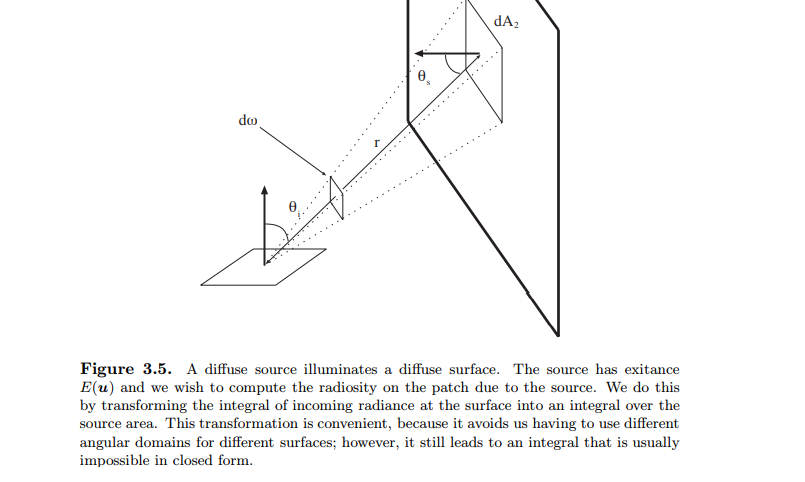 dA₂
θₛ
dω
r
θᵢ
Figure 3.5. A diffuse source illuminates a diffuse surface. The source has exitance
E(u) and we wish to compute the radiosity on the patch due to the source. We do this
by transforming the integral of incoming radiance at the surface into an integral over the
source area. This transformation is convenient, because it avoids us having to use different
angular domains for different surfaces; however, it still leads to an integral that is usually
impossible in closed form.